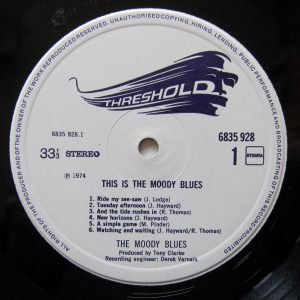 ALL RIGHTS OF THE MANUFACTURER AND OF THE OWNER OF THE WORK REPRODUCED RESERVED. UNAUTHORISED COPYING, HIRING, LENDING, PUBLIC PERFORMANCE AND BROADCASTING OF THIS RECORD PROHIBITED
THRESHOLD
6835 928.1
6835 928
33⅓ STEREO
1
STEMRA
℗ 1974
THIS IS THE MOODY BLUES
1. Ride my see-saw (J. Lodge)
2. Tuesday afternoon (J. Hayward)
3. And the tide rushes in (R. Thomas)
4. New horizons (J. Hayward)
5. A simple game (M. Pinder)
6. Watching and waiting (J. Hayward/R. Thomas)
THE MOODY BLUES
Produced by Tony Clarke
Recording engineer: Derek Varnals